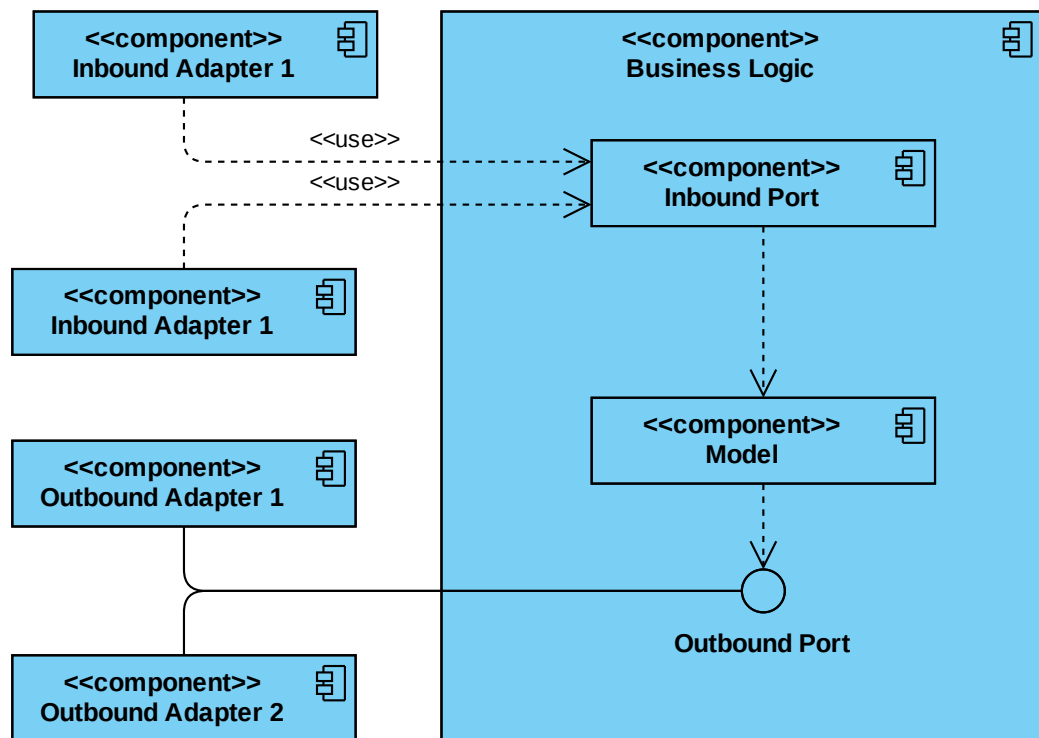 <<component>>
Inbound Adapter 1
<<component>>
Business Logic
<<use>>
<<use>>
<<component>>
Inbound Port
<<component>>
Inbound Adapter 1
<<component>>
Model
<<component>>
Outbound Adapter 1
Outbound Port
<<component>>
Outbound Adapter 2